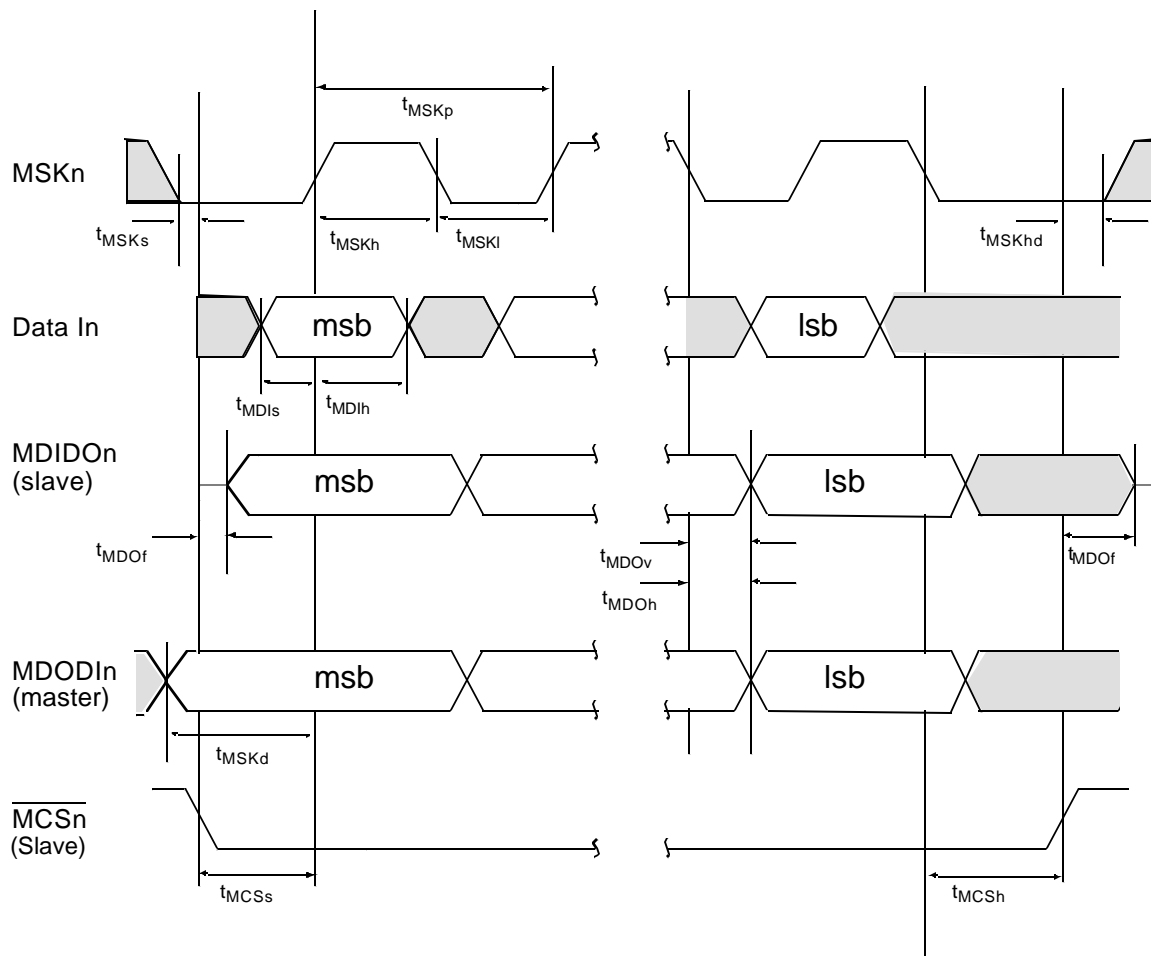 tMSKp
MSKn
tMSKs
tMSKh
tMSKl
tMSKhd
Data In
msb
lsb
tMDIs
tMDIh
MDIDOn
(slave)
msb
lsb
tMDOf
tMDOv
tMDOf
tMDOh
MDODIn
(master)
msb
lsb
tMSKd
MCSn
(Slave)
tMCSs
tMCSh